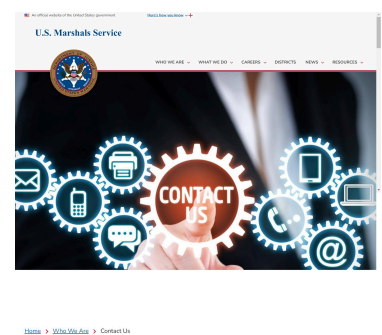 An official website of the United States government Here's how you know
U.S. Marshals Service
WHO WE ARE WHAT WE DO CAREERS DISTRICTS NEWS RESOURCES
CONTACT
US
@
Home > Who We Are > Contact Us